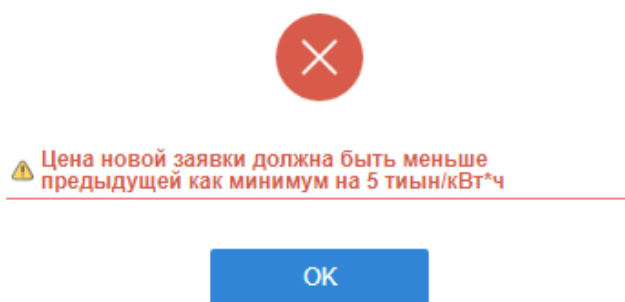 Цена новой заявки должна быть меньше
предыдущей как минимум на 5 тиын/кВт*ч
OK